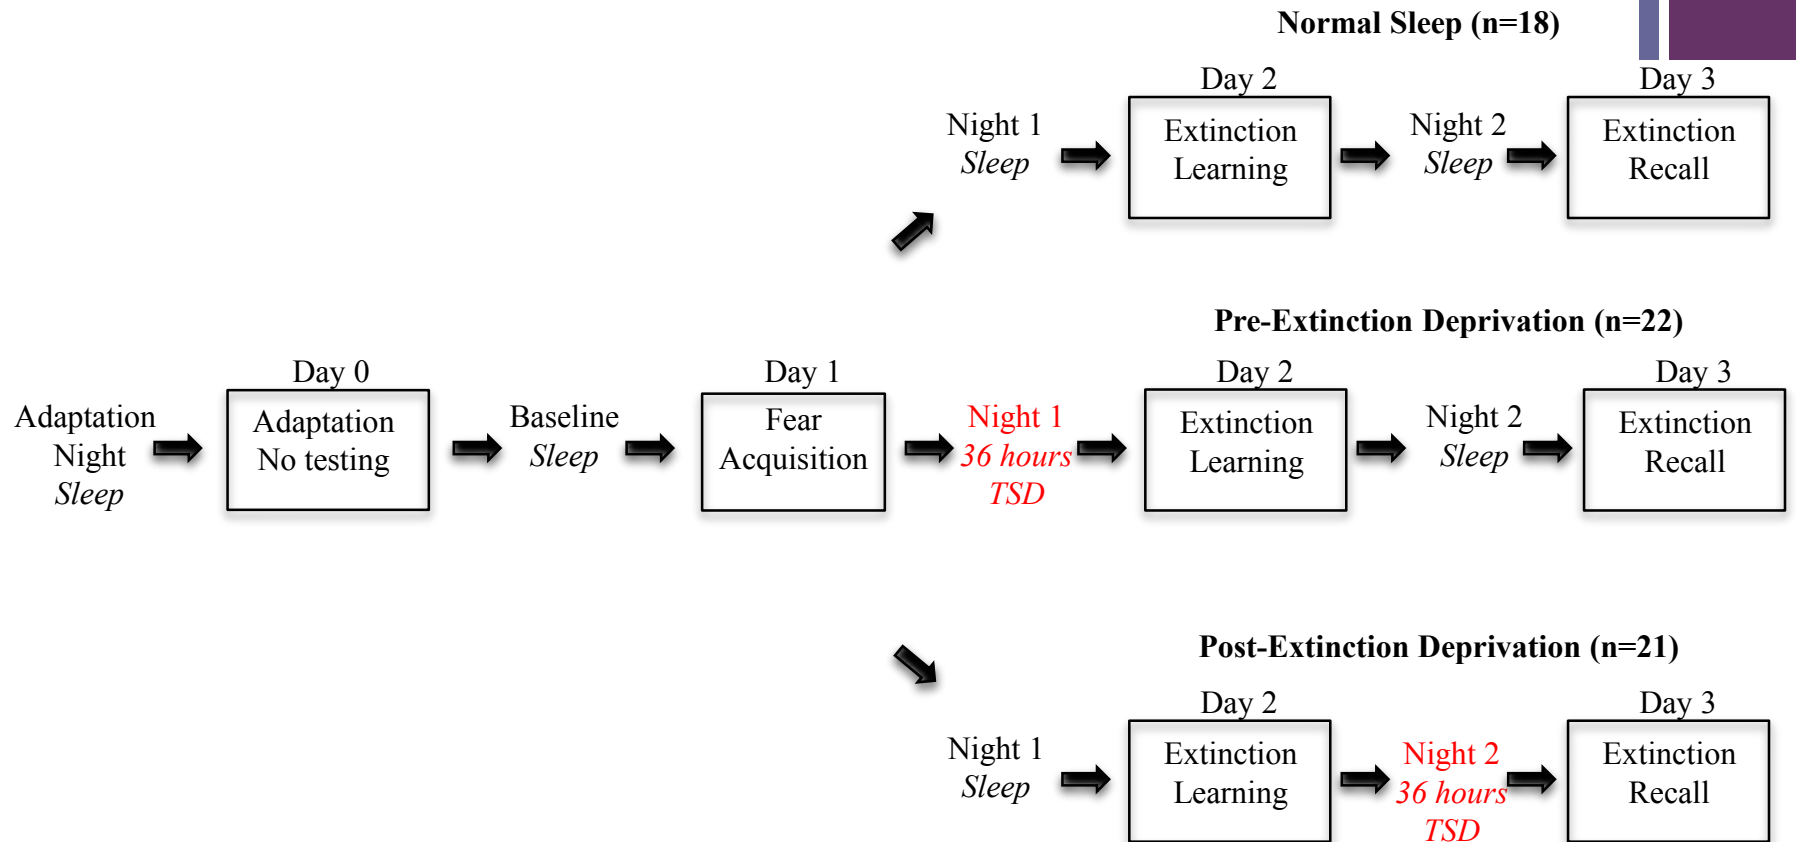 Normal Sleep (n=18)
Day 2
Day 3
Night 1
Sleep
Extinction
Learning
Night 2
Sleep
Extinction
Recall
Pre-Extinction Deprivation (n=22)
Day 0
Day 1
Day 2
Day 3
Adaptation
Night
Sleep
Adaptation
No testing
Baseline
Sleep
Fear
Acquisition
Night 1
36 hours
TSD
Extinction
Learning
Night 2
Sleep
Extinction
Recall
Post-Extinction Deprivation (n=21)
Day 2
Day 3
Night 1
Sleep
Extinction
Learning
Night 2
36 hours
TSD
Extinction
Recall